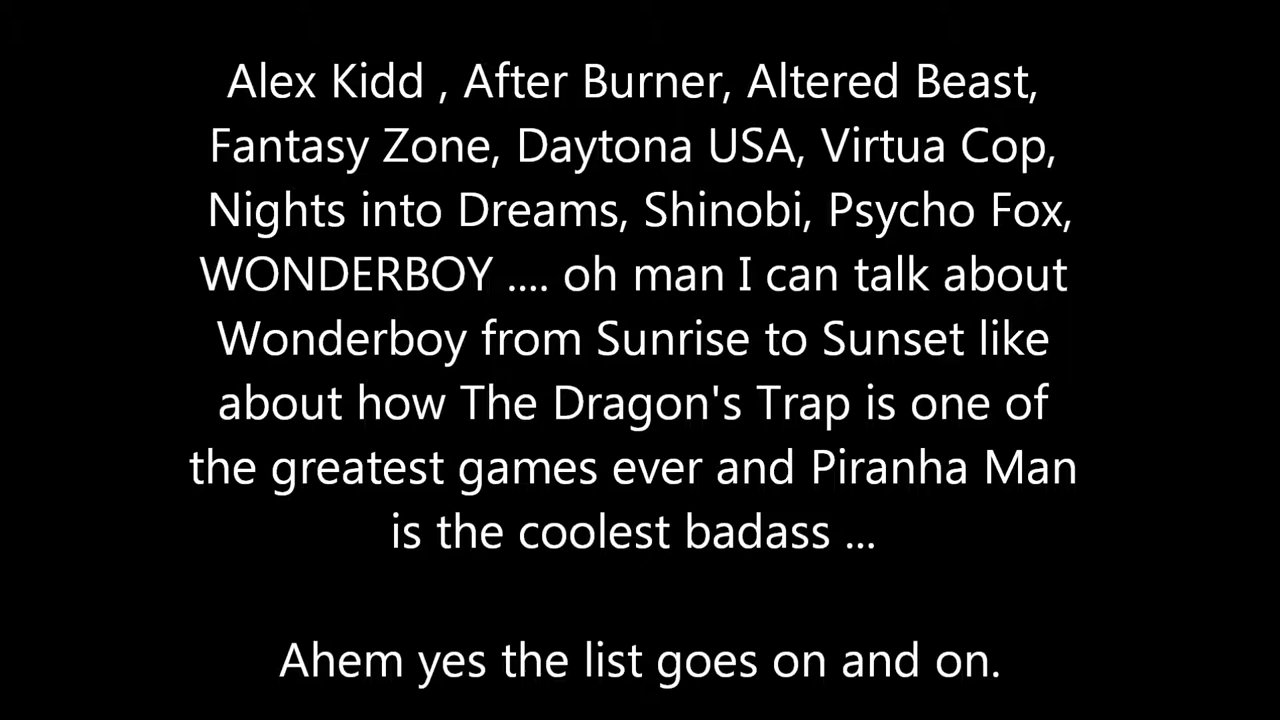 Alex Kidd , After Burner, Altered Beast,
Fantasy Zone, Daytona USA, Virtua Cop,
Nights into Dreams, Shinobi, Psycho Fox,
WONDERBOY .... oh man I can talk about
Wonderboy from Sunrise to Sunset like
about how The Dragon's Trap is one of
the greatest games ever and Piranha Man
is the coolest badass ...
Ahem yes the list goes on and on.